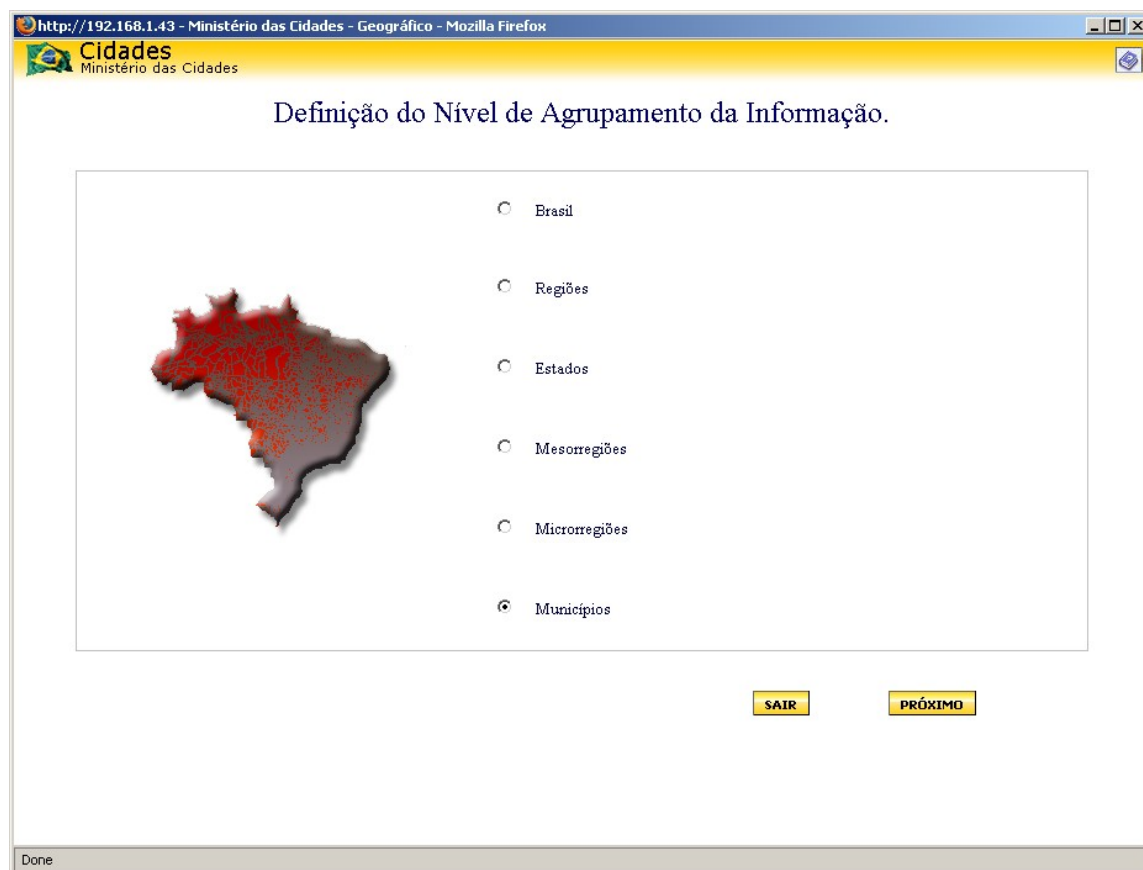 http://192.168.1.43 - Ministério das Cidades - Geográfico - Mozilla Firefox
Cidades
Ministério das Cidades
Definição do Nível de Agrupamento da Informação.
Brasil
Regiões
Estados
Mesorregiões
Microrregiões
Municípios
SAIR PRÓXIMO
Done